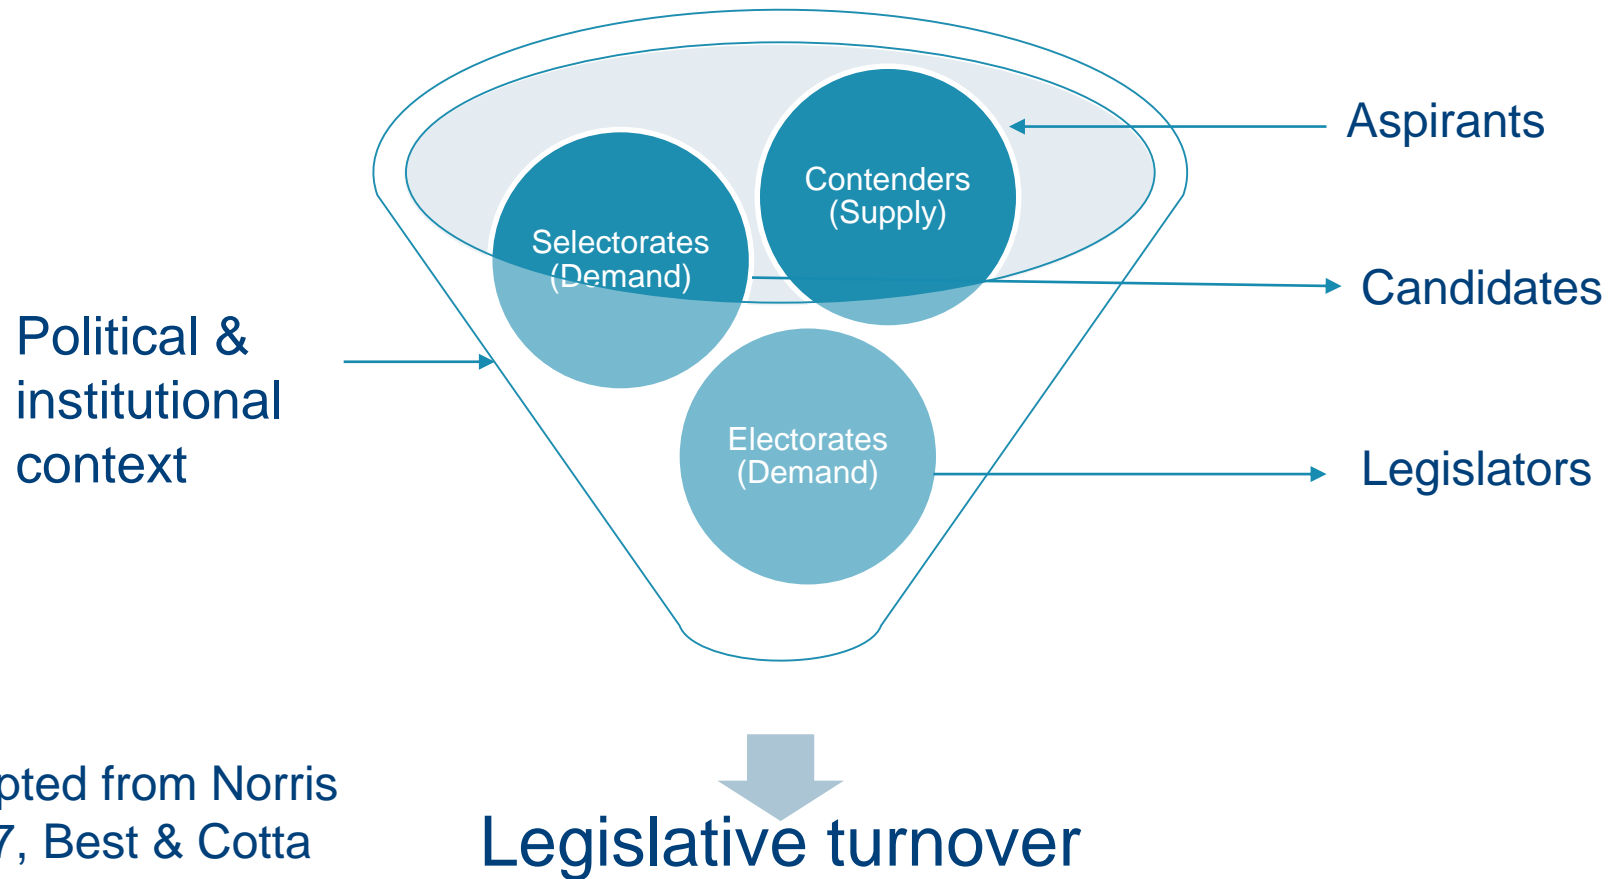 Aspirants
Contenders
(Supply)
Selectorates
(Demand)
Candidates
Political &
institutional
context
Electorates
(Demand)
Legislators
pted from Norris
7, Best & Cotta
Legislative turnover